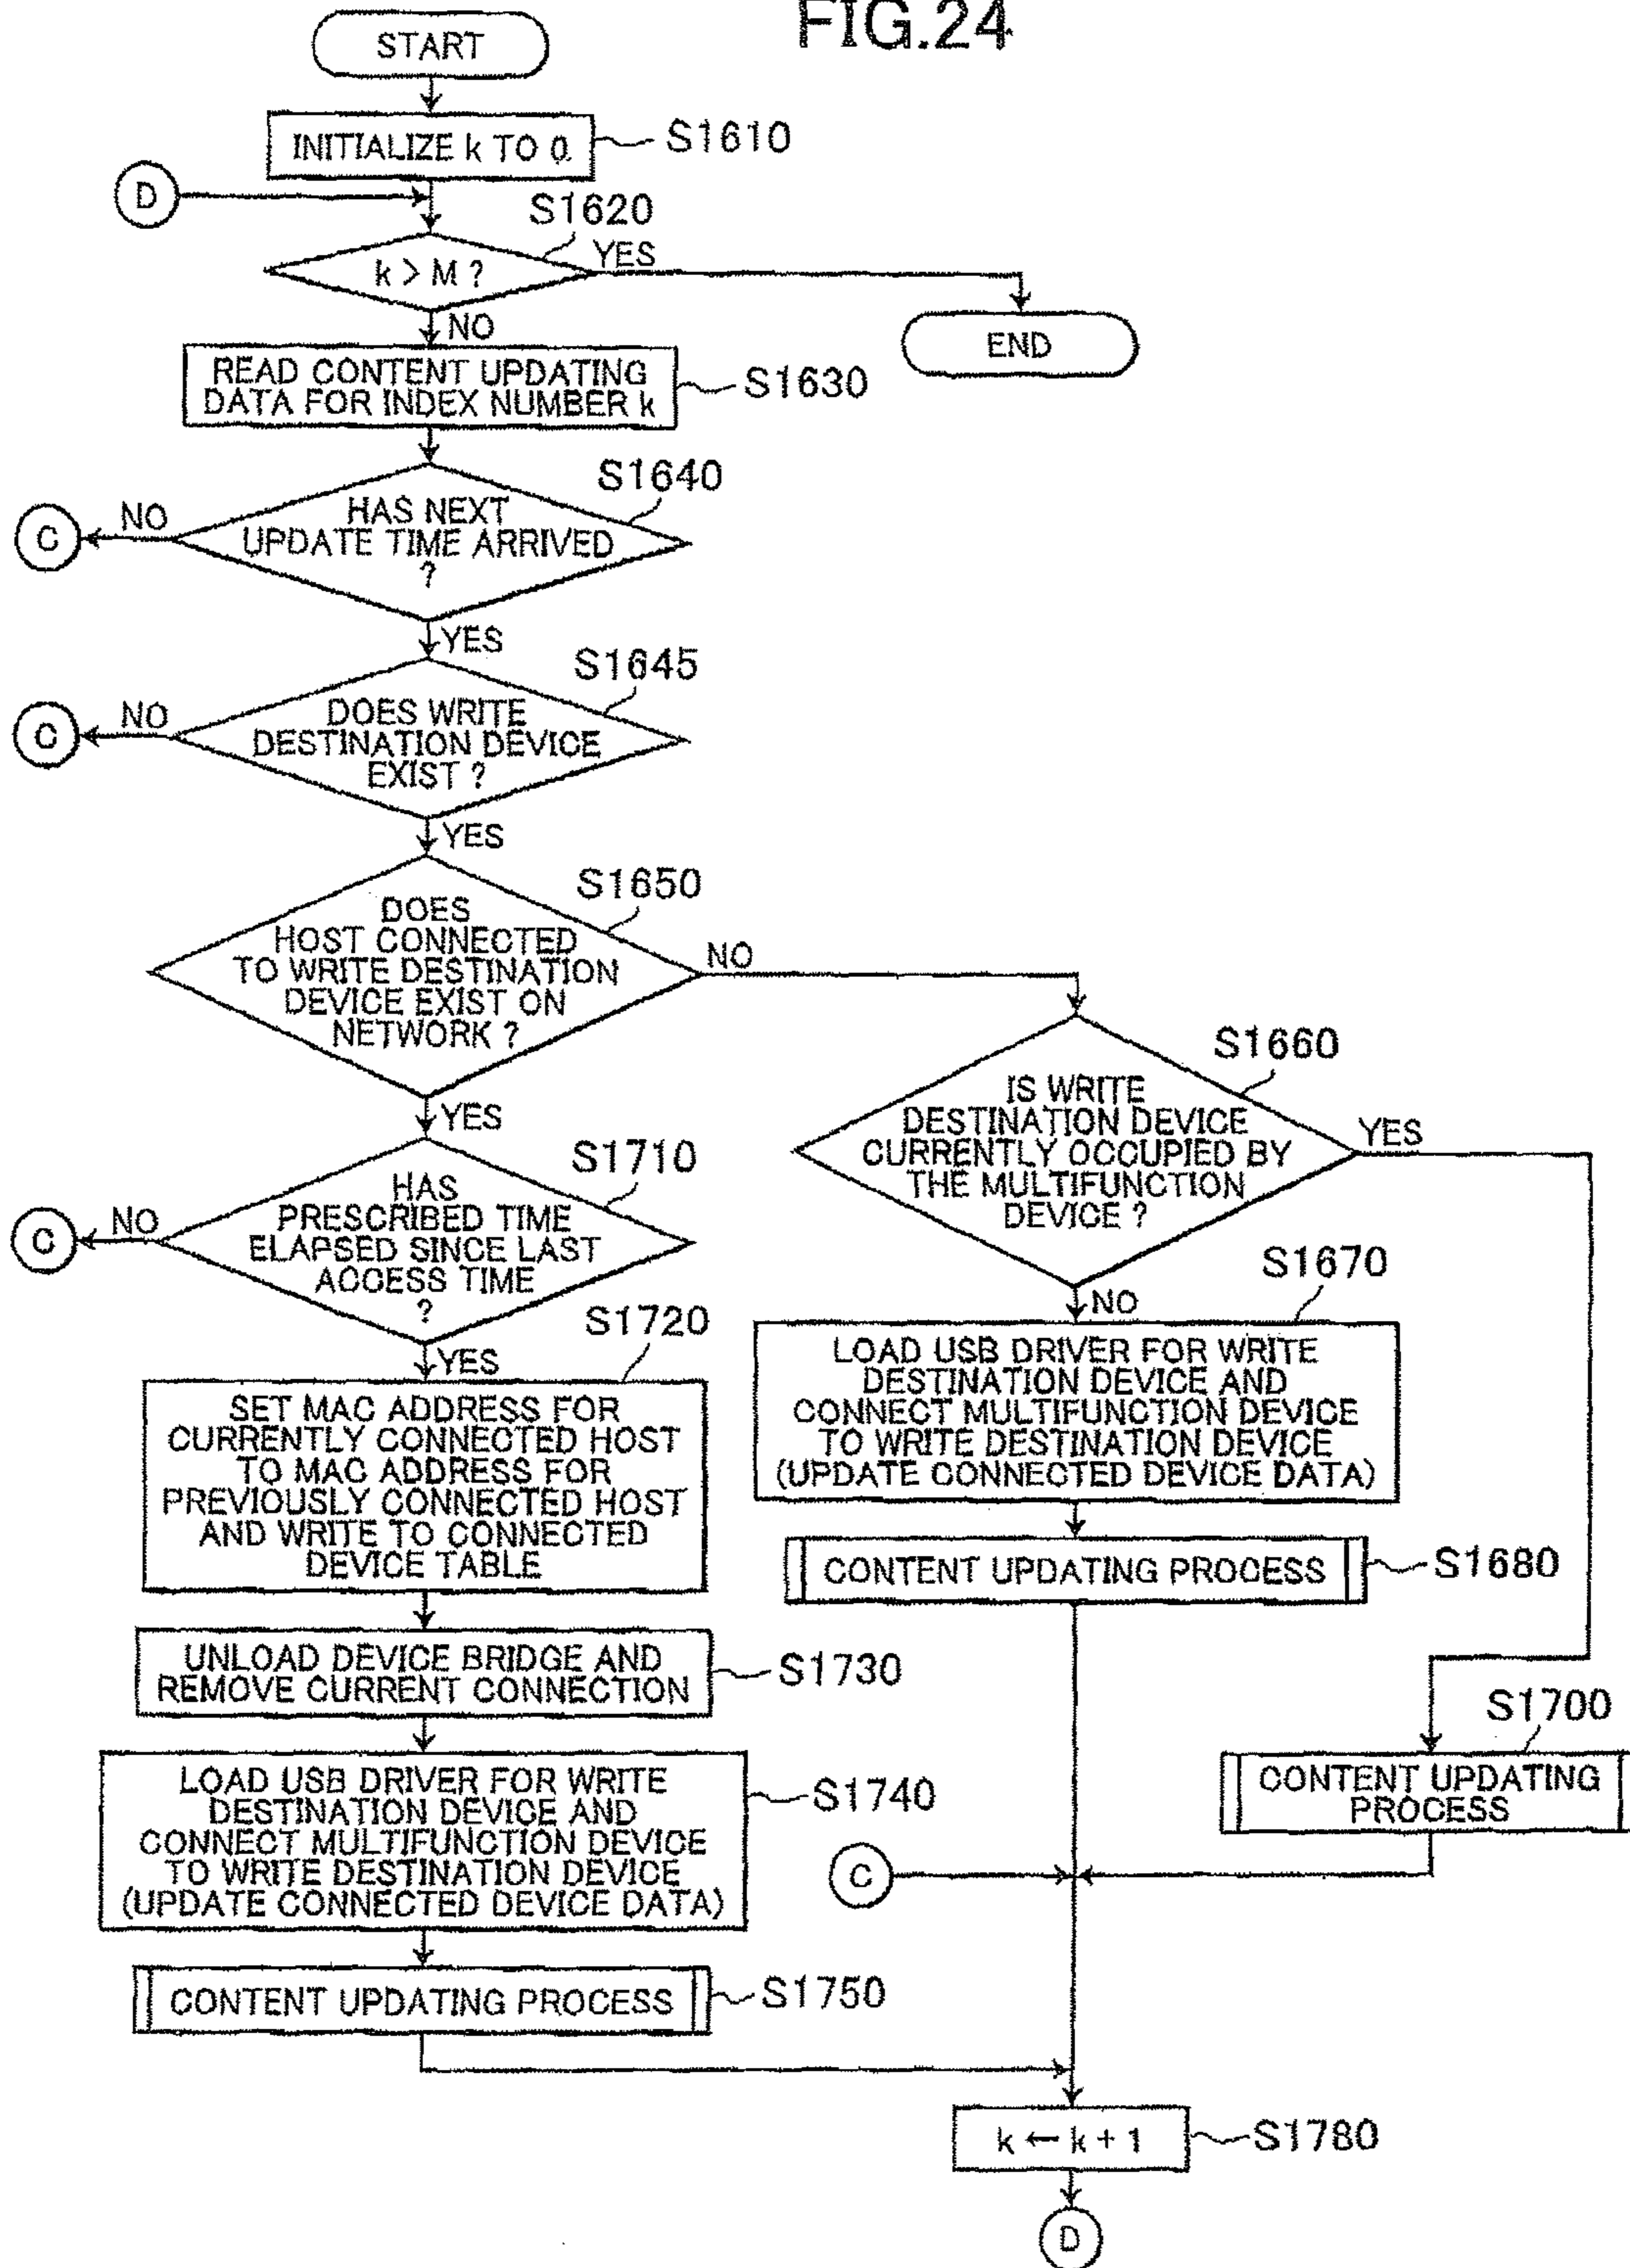 FIG.24
START
INITIALIZE k TO 0
S1610
D
S1620
k > M ?
YES
NO
END
READ CONTENT UPDATING
DATA FOR INDEX NUMBER k
S1630
S1640
HAS NEXT
UPDATE TIME ARRIVED
?
NO
C
YES
S1645
DOES WRITE
DESTINATION DEVICE
EXIST ?
NO
C
YES
S1650
DOES
HOST CONNECTED
TO WRITE DESTINATION
DEVICE EXIST ON
NETWORK ?
NO
YES
S1660
IS WRITE
DESTINATION DEVICE
CURRENTLY OCCUPIED BY
THE MULTIFUNCTION
DEVICE ?
YES
NO
S1710
HAS
PRESCRIBED TIME
ELAPSED SINCE LAST
ACCESS TIME
?
NO
C
YES
S1670
LOAD USB DRIVER FOR WRITE
DESTINATION DEVICE AND
CONNECT MULTIFUNCTION DEVICE
TO WRITE DESTINATION DEVICE
(UPDATE CONNECTED DEVICE DATA)
S1720
SET MAC ADDRESS FOR
CURRENTLY CONNECTED HOST
TO MAC ADDRESS FOR
PREVIOUSLY CONNECTED HOST
AND WRITE TO CONNECTED
DEVICE TABLE
CONTENT UPDATING PROCESS
S1680
UNLOAD DEVICE BRIDGE AND
REMOVE CURRENT CONNECTION
S1730
S1700
CONTENT UPDATING
PROCESS
LOAD USB DRIVER FOR WRITE
DESTINATION DEVICE AND
CONNECT MULTIFUNCTION DEVICE
TO WRITE DESTINATION DEVICE
(UPDATE CONNECTED DEVICE DATA)
S1740
C
CONTENT UPDATING PROCESS
S1750
k ← k + 1
S1780
D